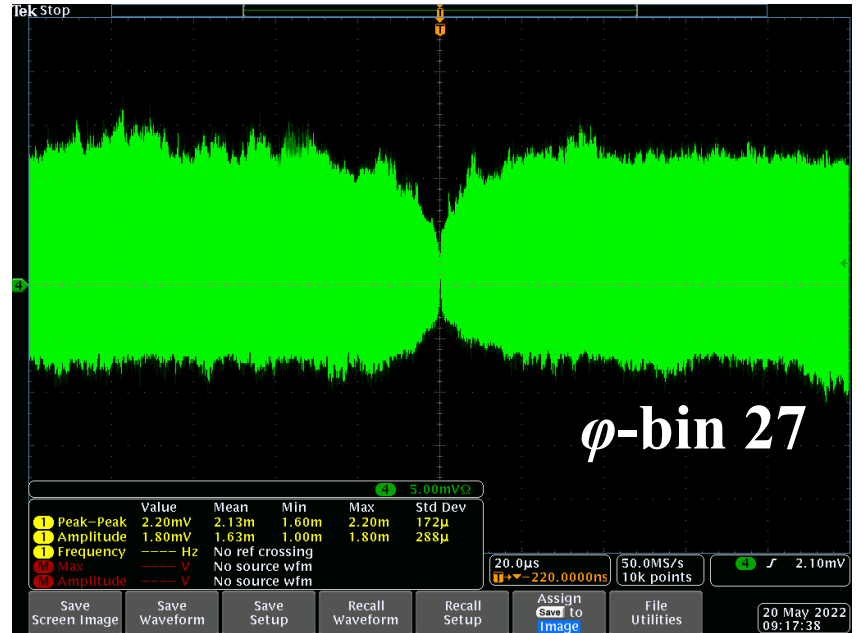 Tek Stop
T
T
4
φ-bin 27
4 5.00mVΩ
Value Mean Min Max Std Dev
1 Peak-Peak 2.20mV 2.13m 1.60m 2.20m 172µ
1 Amplitude 1.80mV 1.63m 1.00m 1.80m 288µ
1 Frequency ---- Hz No ref crossing
M Max ---- V No source wfm
M Amplitude ---- V No source wfm
20.0µs
T→▼-220.0000ns
50.0MS/s
10k points
4 ʃ 2.10mV
Save
Screen Image
Save
Waveform
Save
Setup
Recall
Waveform
Recall
Setup
Assign
Save to
Image
File
Utilities
20 May 2022
09:17:38